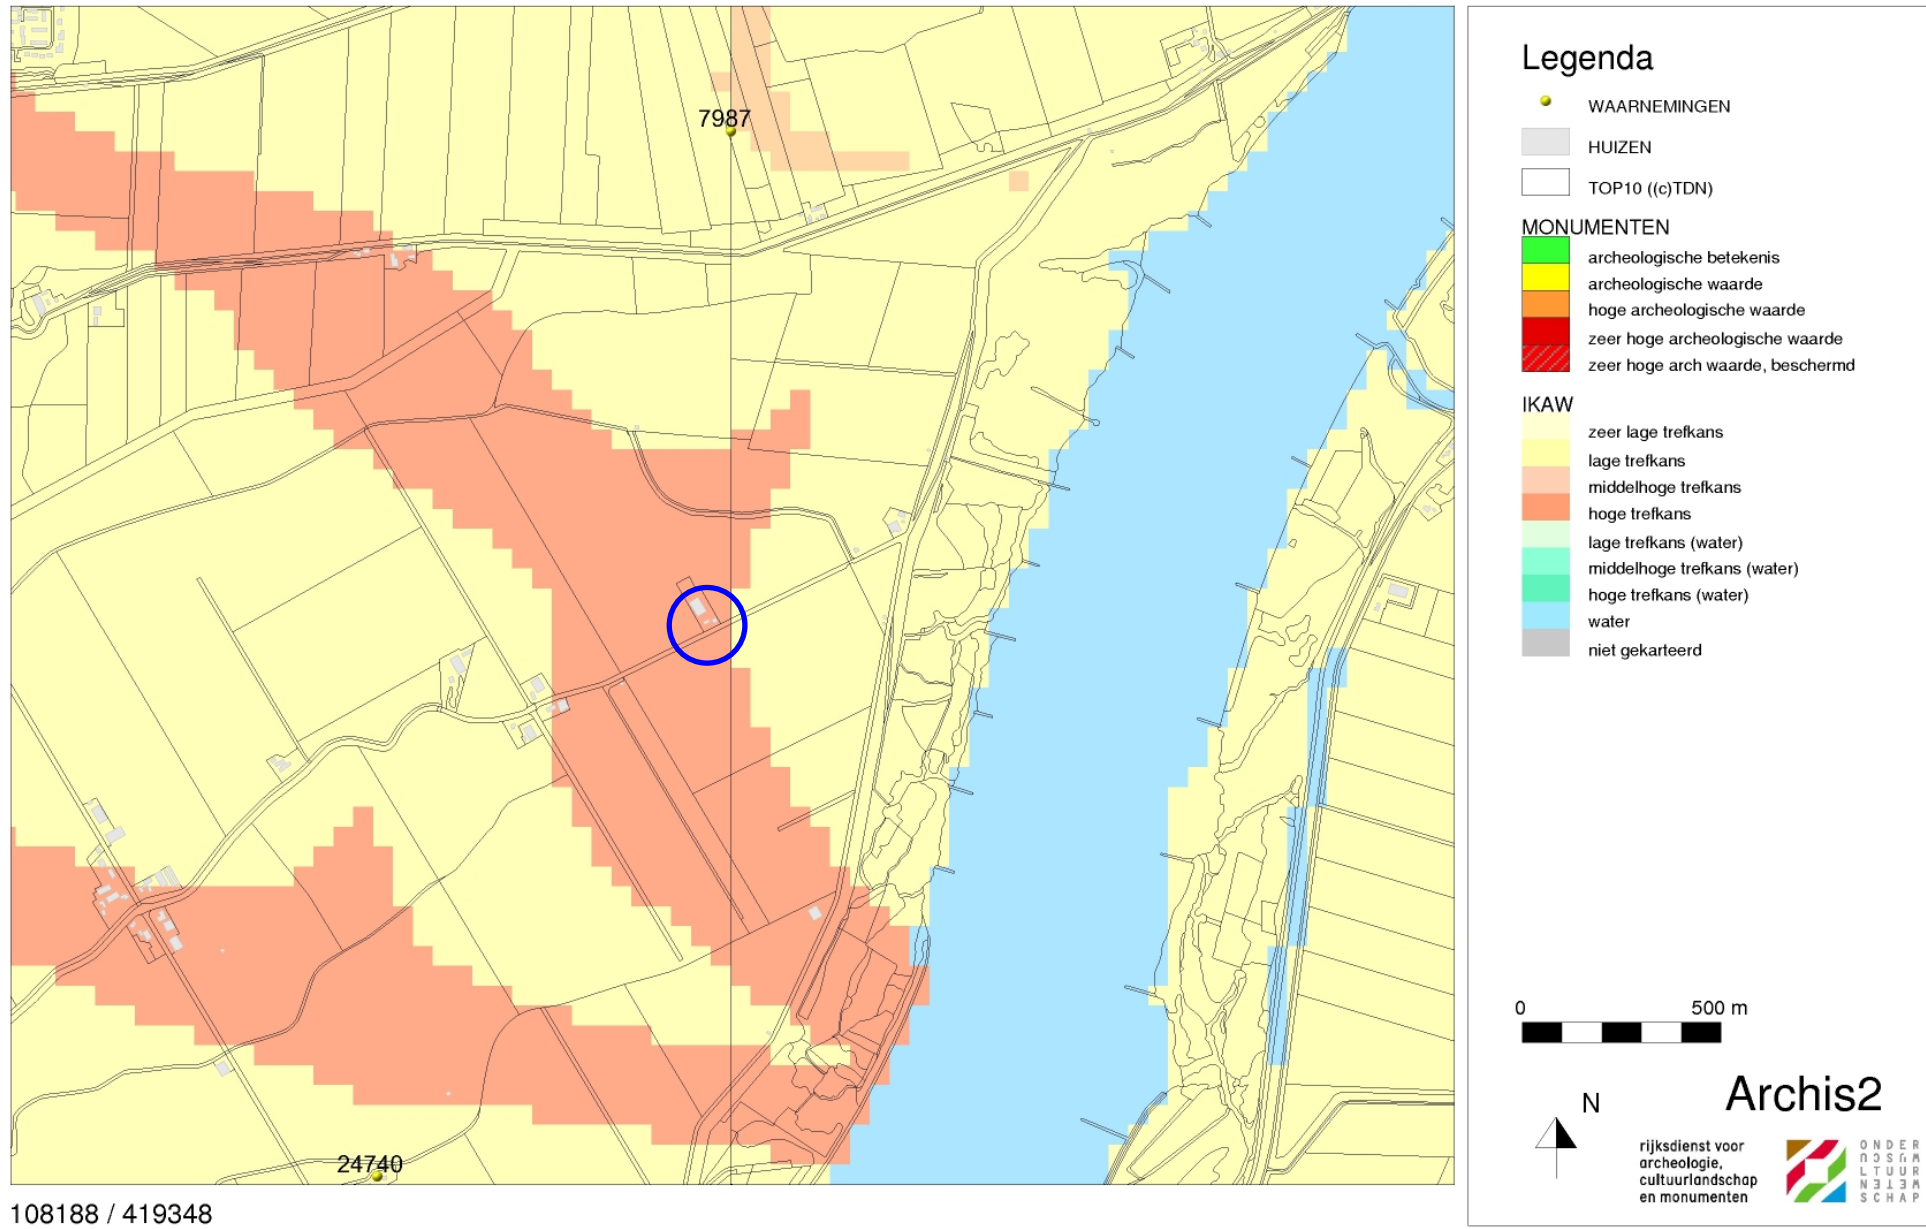 7987
24740
108188 / 419348
Legenda
WAARNEMINGEN
HUIZEN
TOP10 ((c)TDN)
MONUMENTEN
archeologische betekenis
archeologische waarde
hoge archeologische waarde
zeer hoge archeologische waarde
zeer hoge arch waarde, beschermd
IKAW
zeer lage trefkans
lage trefkans
middelhoge trefkans
hoge trefkans
lage trefkans (water)
middelhoge trefkans (water)
hoge trefkans (water)
water
niet gekarteerd
0 500 m
N
Archis2
rijksdienst voor
archeologie,
cultuurlandschap
en monumenten
ONDER